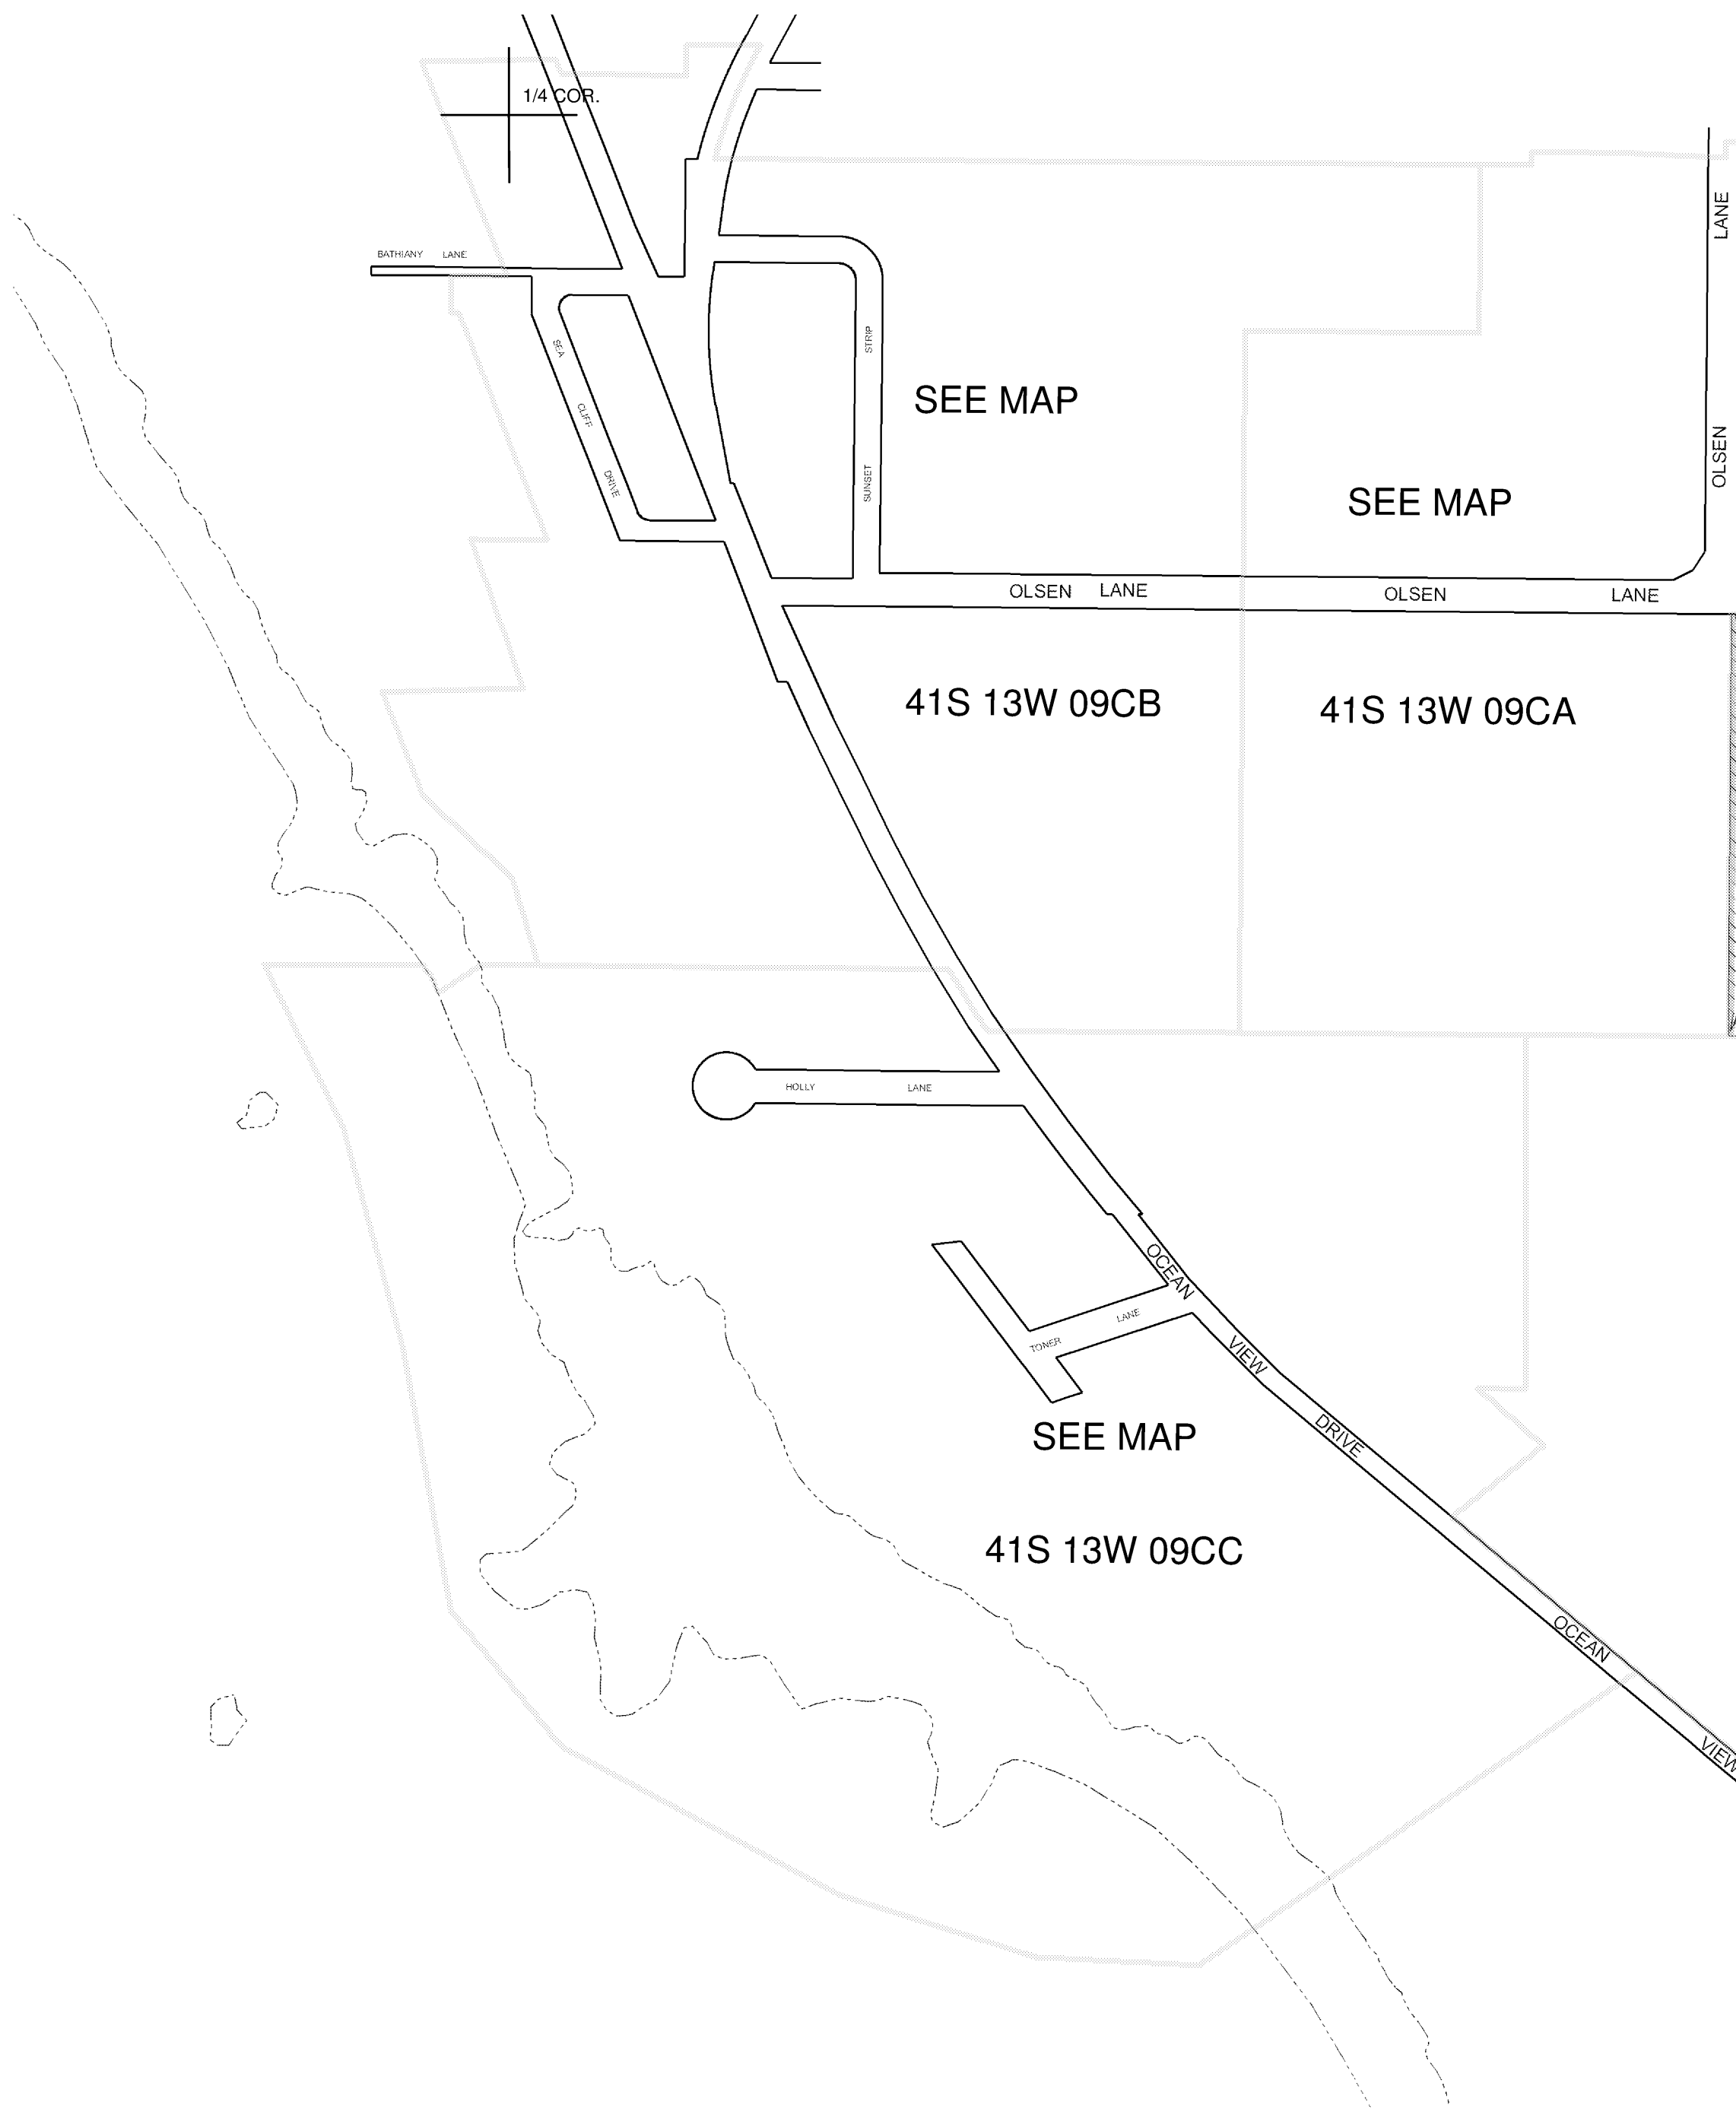 1/4 COR.
BATHIANY LANE
LANE
OLSEN
SEA
CLIFF
DRIVE
STRIP
SUNSET
SEE MAP
SEE MAP
OLSEN LANE
OLSEN LANE
41S 13W 09CB
41S 13W 09CA
HOLLY LANE
OCEAN
VIEW
DRIVE
TONER LANE
SEE MAP
41S 13W 09CC
OCEAN
VIEW